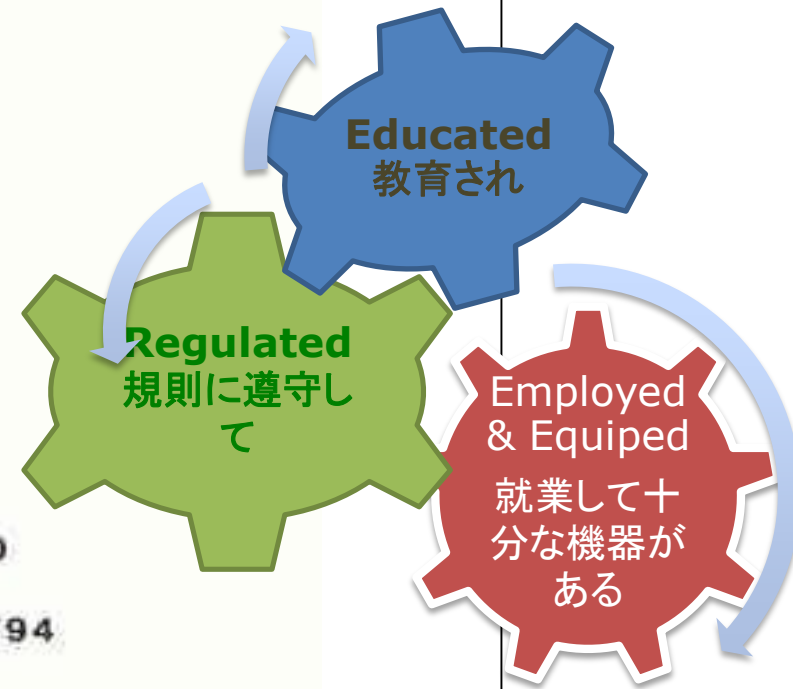 Educated
教育され
Regulated
規則に遵守し
て
Employed
& Equiped
就業して十
分な機器が
ある
94